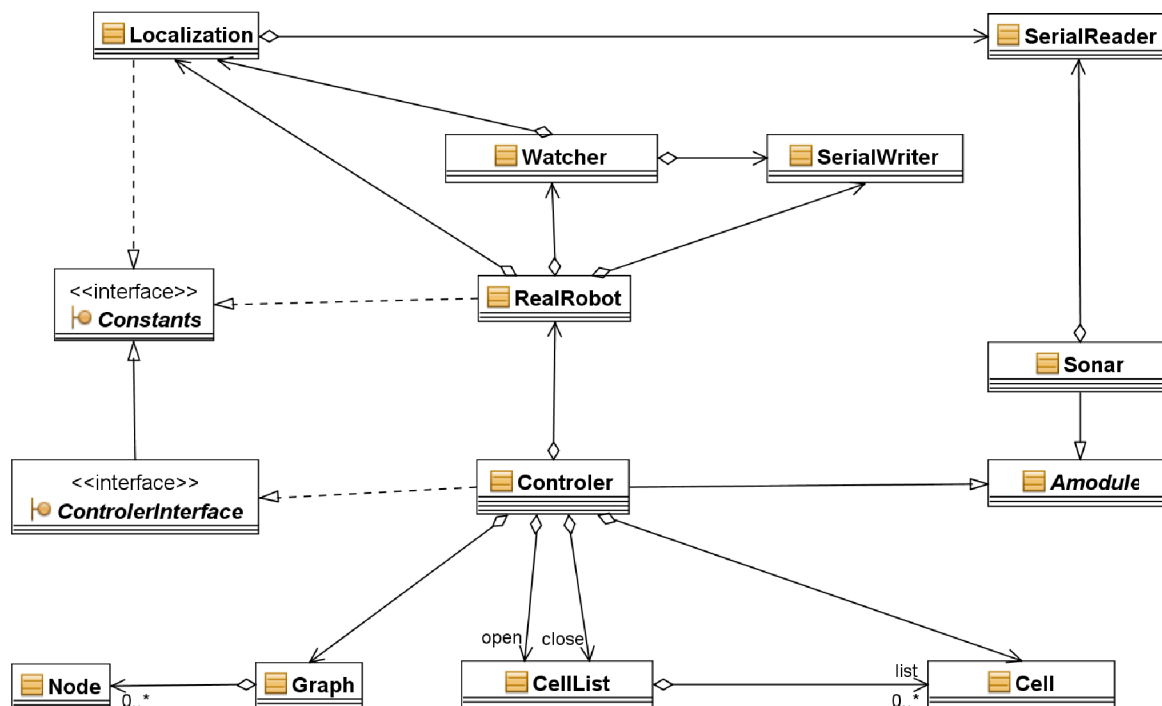 Localization
SerialReader
Watcher
SerialWriter
<<interface>>
Constants
RealRobot
Sonar
<<interface>>
ControlerInterface
Controler
Amodule
open
close
list
Node
Graph
CellList
Cell
0..*
0..*